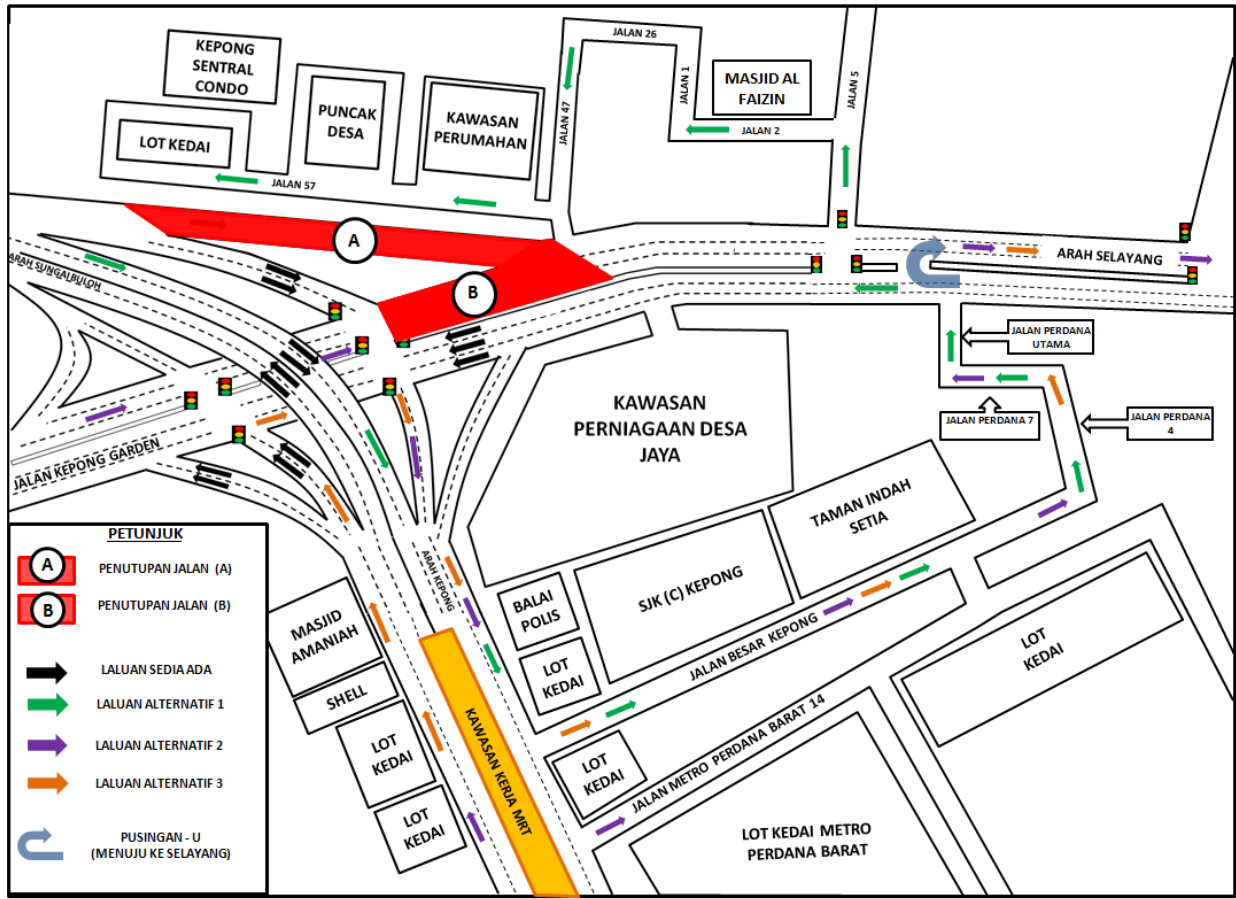 KEPONG
SENTRAL
CONDO
LOT KEDAI
PUNCAK
DESA
KAWASAN
PERUMAHAN
JALAN 57
JALAN 47
JALAN 26
JALAN 1
MASJID AL
FAIZIN
JALAN 2
JALAN 5
A
B
ARAH SUNGAIBULOH
ARAH SELAYANG
JALAN PERDANA
UTAMA
JALAN PERDANA 7
JALAN PERDANA
4
KAWASAN
PERNIAGAAN DESA
JAYA
JALAN KEPONG GARDEN
TAMAN INDAH
SETIA
SJK (C) KEPONG
ARAH KEPONG
BALAI
POLIS
LOT
KEDAI
JALAN BESAR KEPONG
JALAN METRO PERDANA BARAT 14
LOT
KEDAI
LOT
KEDAI
LOT KEDAI METRO
PERDANA BARAT
KAWASAN KERJA MRT
MASJID
AMANIAH
SHELL
LOT
KEDAI
LOT
KEDAI
PETUNJUK
A PENUTUPAN JALAN (A)
B PENUTUPAN JALAN (B)
LALUAN SEDIA ADA
LALUAN ALTERNATIF 1
LALUAN ALTERNATIF 2
LALUAN ALTERNATIF 3
PUSINGAN - U
(MENUJU KE SELAYANG)